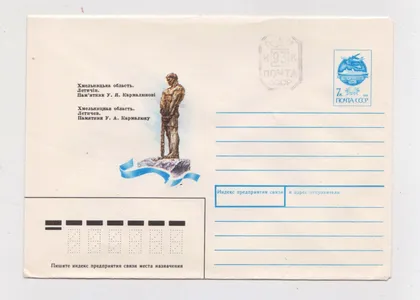 Хмельницька область.
Летичів.
Пам'ятник У. Я. Кармалюкові
Хмельницкая область.
Летичев.
Памятник У. А. Кармалюку
ПОЧТА
СССР
7к
ПОЧТА СССР
Индекс предприятия связи и адрес отправителя
Пишите индекс предприятия связи места назначения